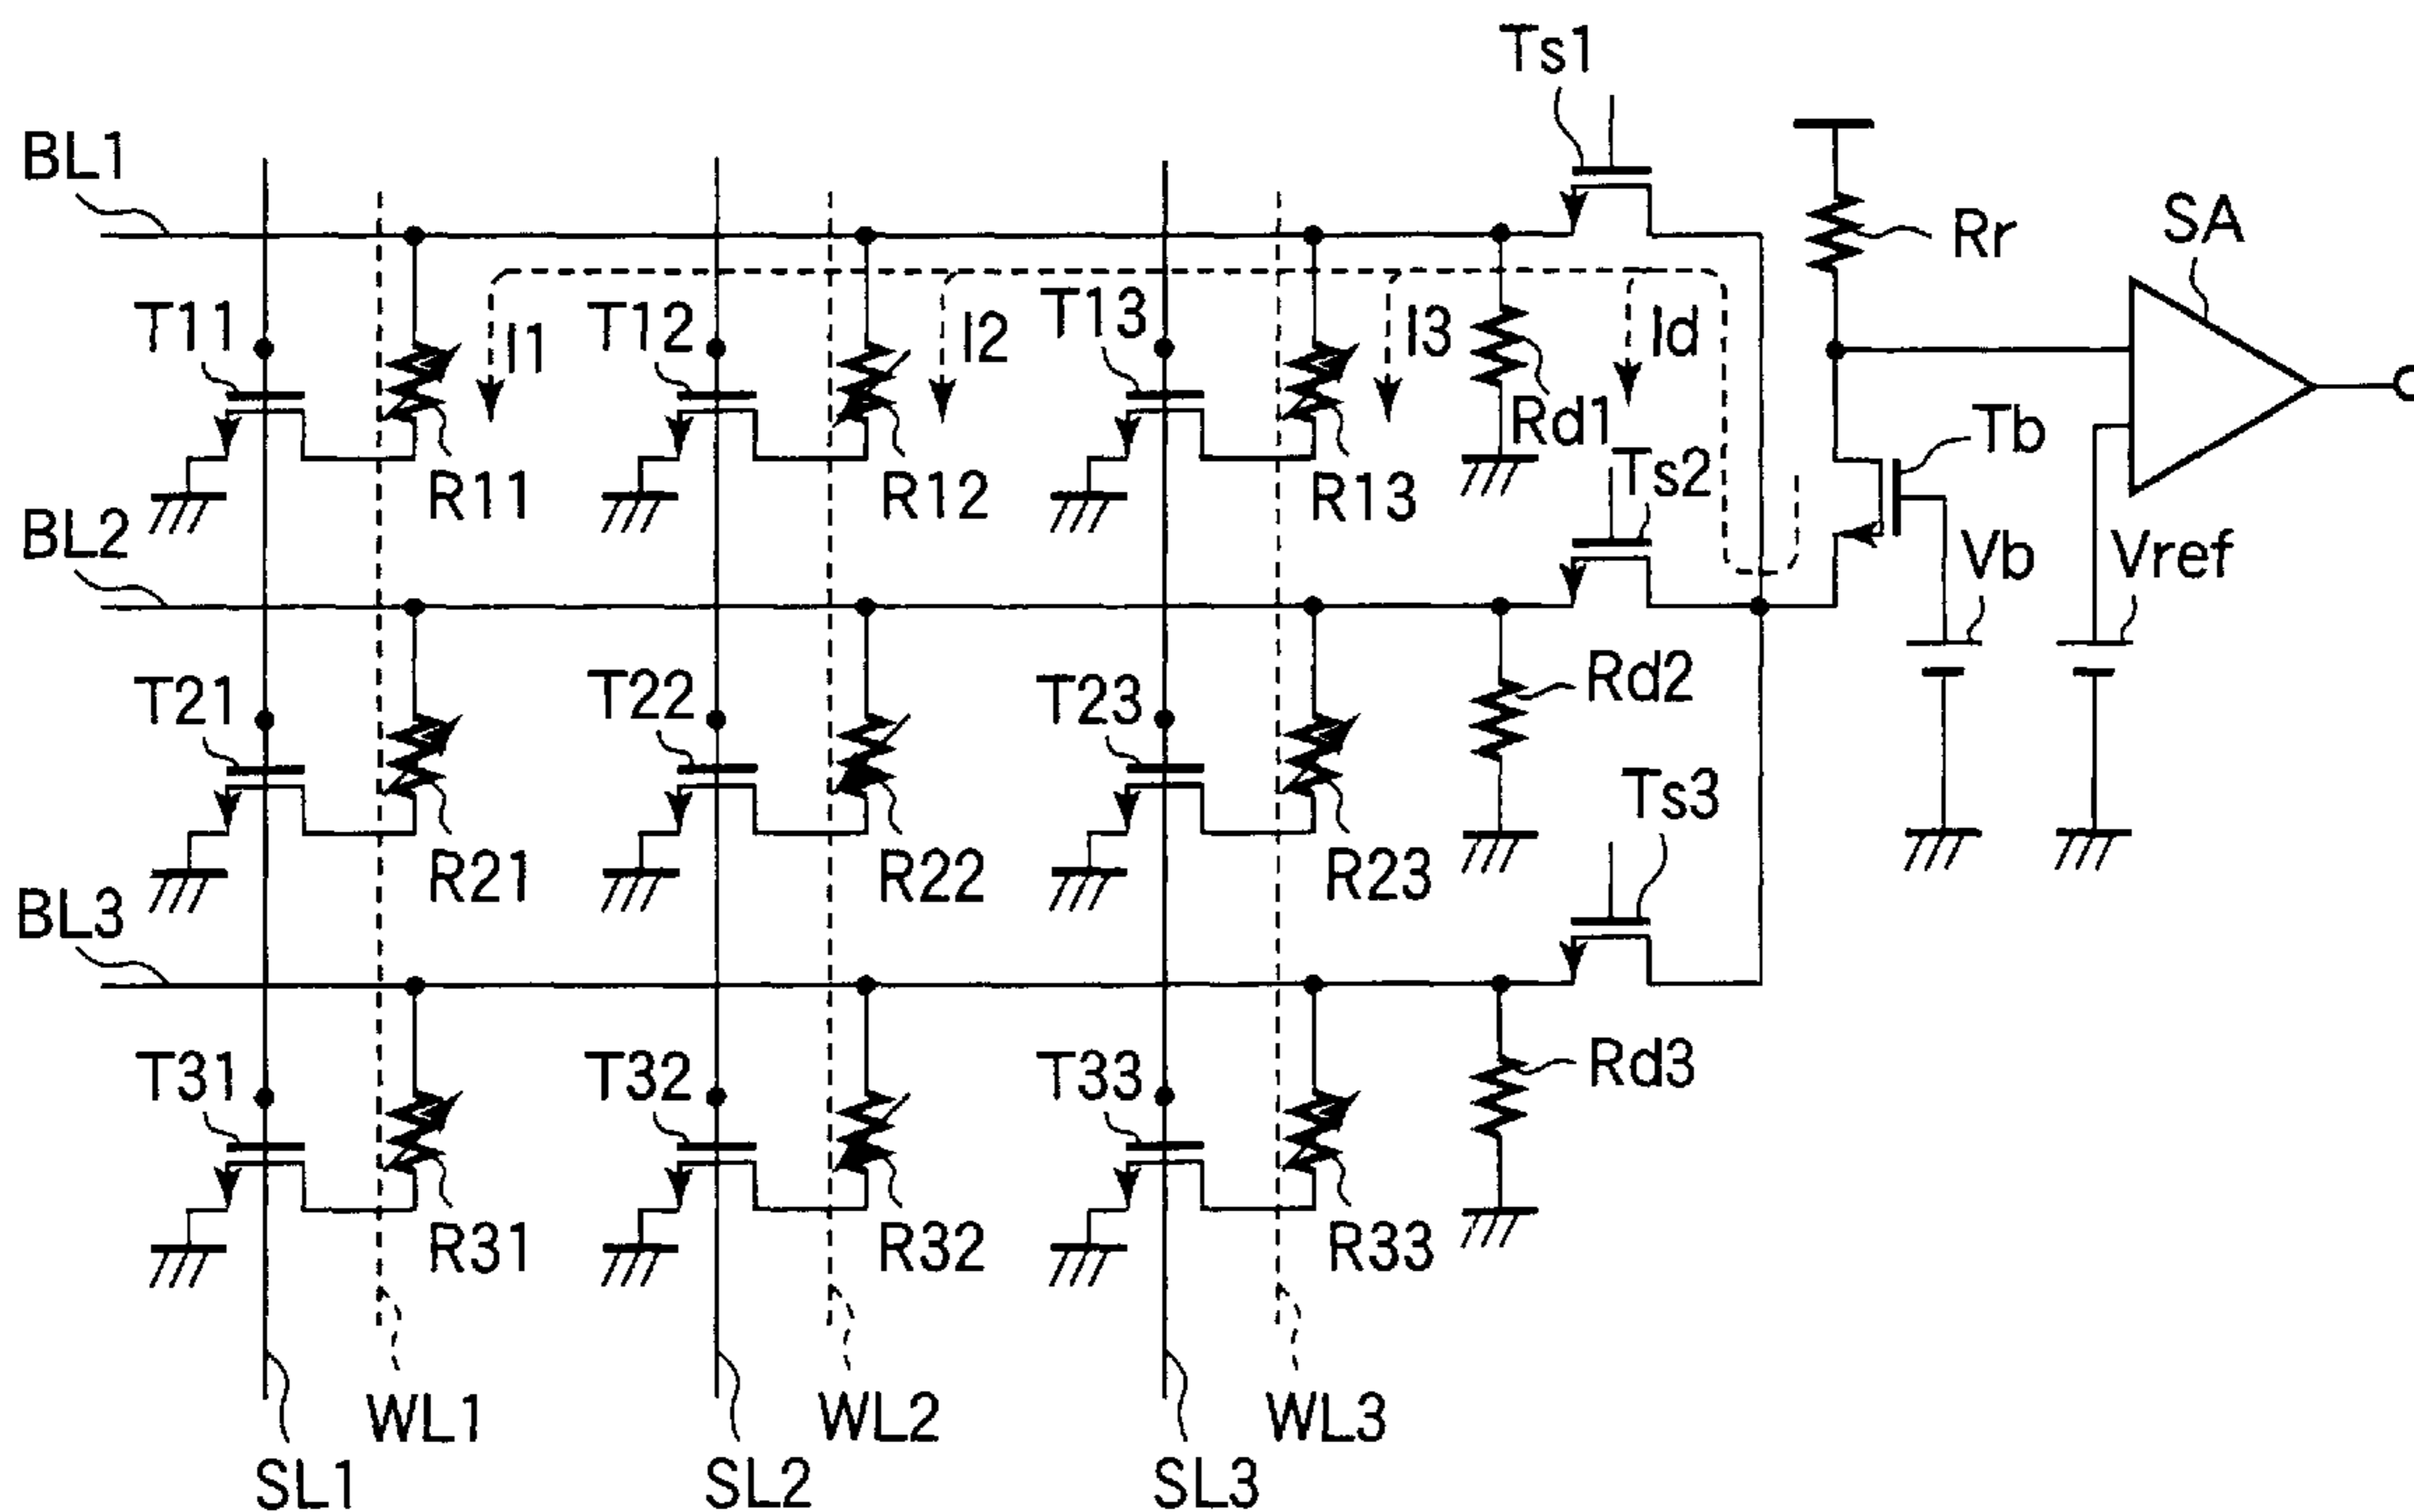 Ts1
BL1
Rr
SA
T11
I1
T12
I2
T13
I3
Id
Rd1
Tb
R11
R12
R13
Ts2
BL2
Vb
Vref
T21
T22
T23
Rd2
Ts3
R21
R22
R23
BL3
T31
T32
T33
Rd3
R31
R32
R33
WL1
WL2
WL3
SL1
SL2
SL3